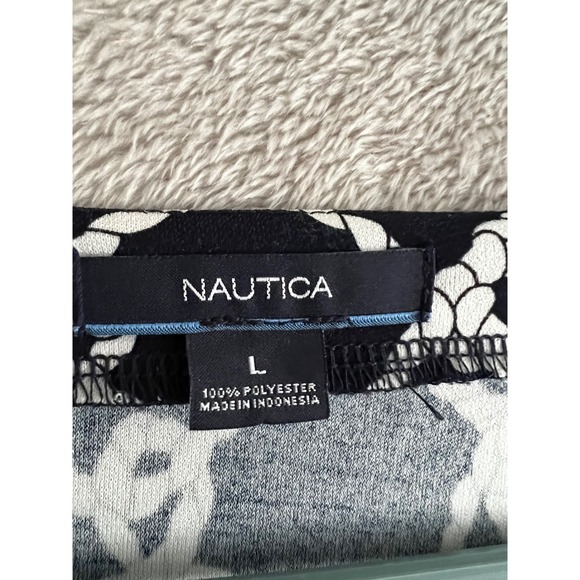 NAUTICA
L
100% POLYESTER
MADE IN INDONESIA